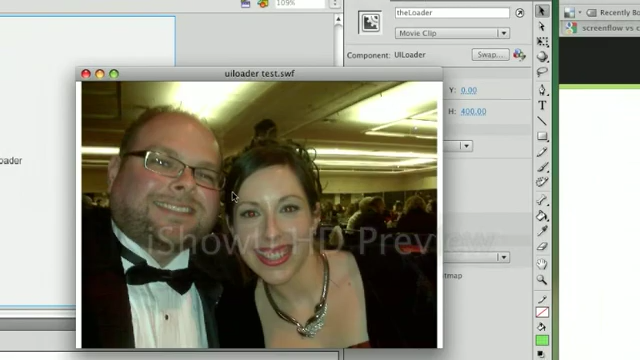 109%
theLoader
Movie Clip
Component: UILoader
Swap...
Recently Bo
screenflow vs c
uiloader test.swf
Y: 0.00
H: 400.00
oader
iShowU HD Preview
tmap